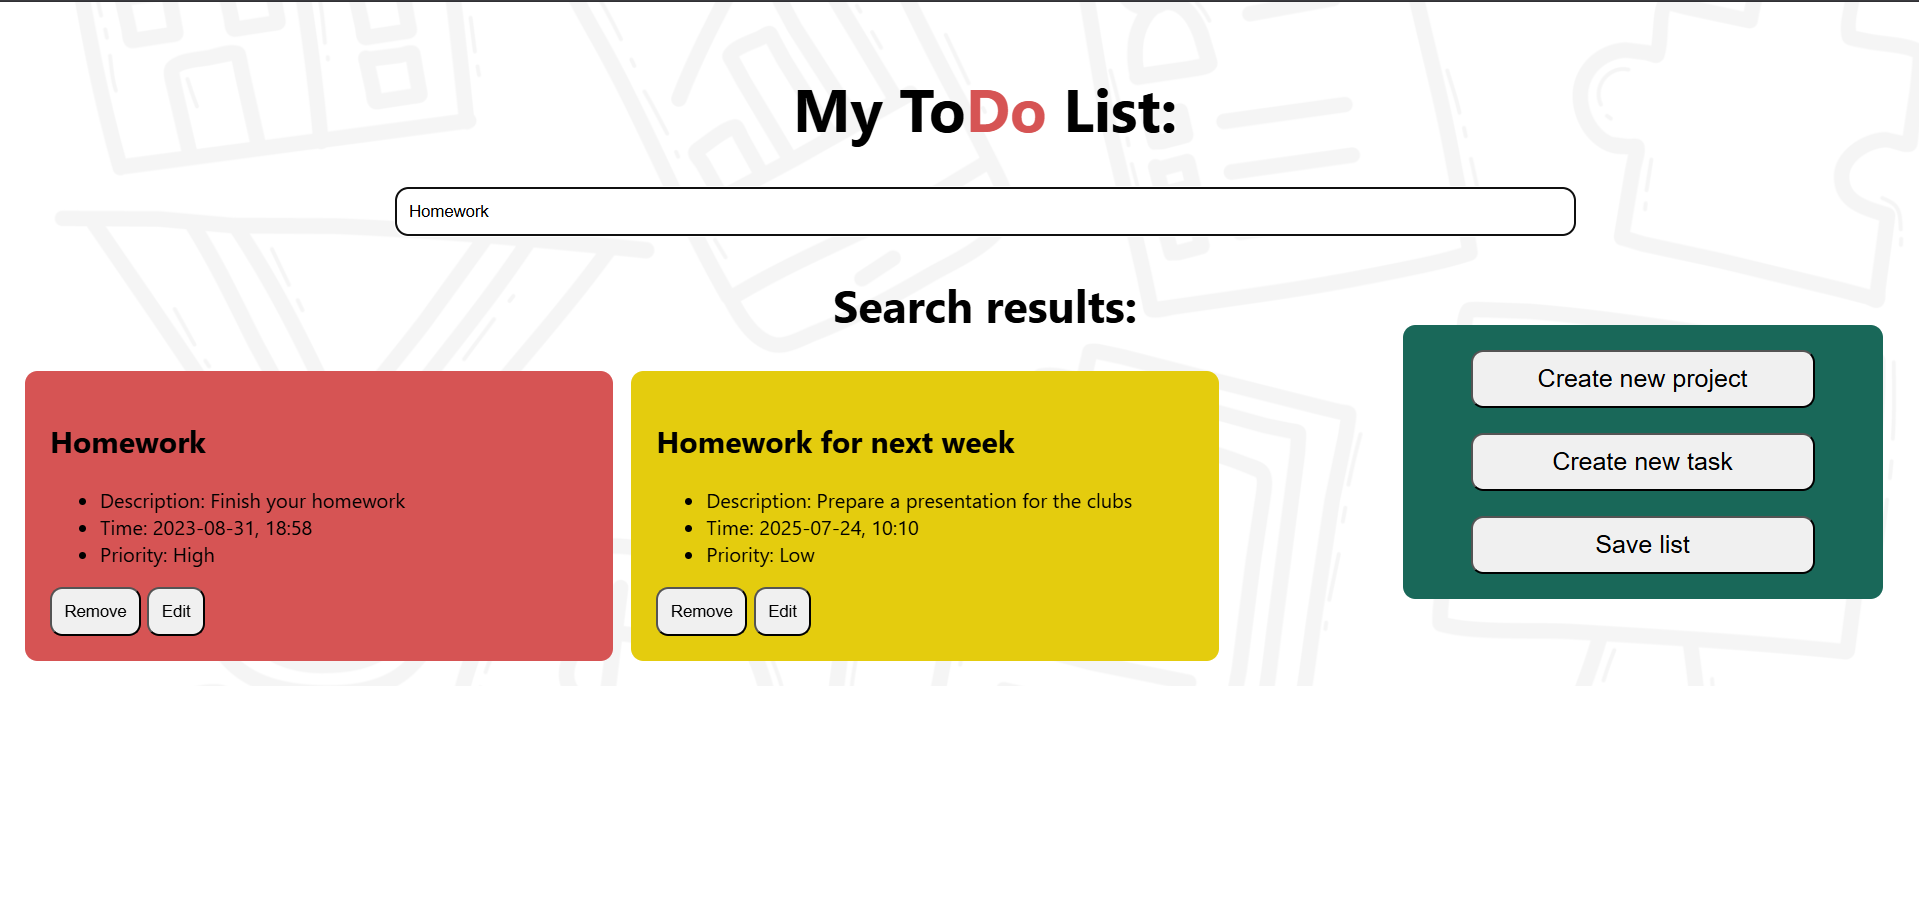 My ToDo List:
Homework
Search results:
Homework
• Description: Finish your homework
• Time: 2023-08-31, 18:58
• Priority: High
Remove Edit
Homework for next week
• Description: Prepare a presentation for the clubs
• Time: 2025-07-24, 10:10
• Priority: Low
Remove Edit
Create new project
Create new task
Save list